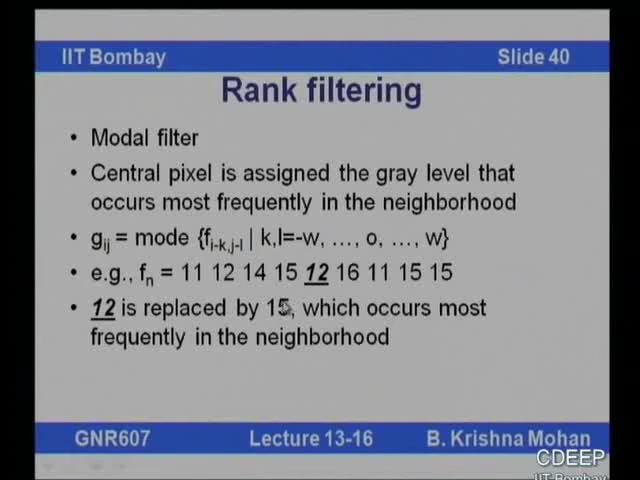 IIT Bombay Slide 40
Rank filtering
• Modal filter
• Central pixel is assigned the gray level that
occurs most frequently in the neighborhood
• gij = mode {fi-k,j-l | k,l=-w, …, o, …, w}
• e.g., fn = 11 12 14 15 12 16 11 15 15
• 12 is replaced by 15, which occurs most
frequently in the neighborhood
GNR607 Lecture 13-16 B. Krishna Mohan
CDEEP
IIT Bombay